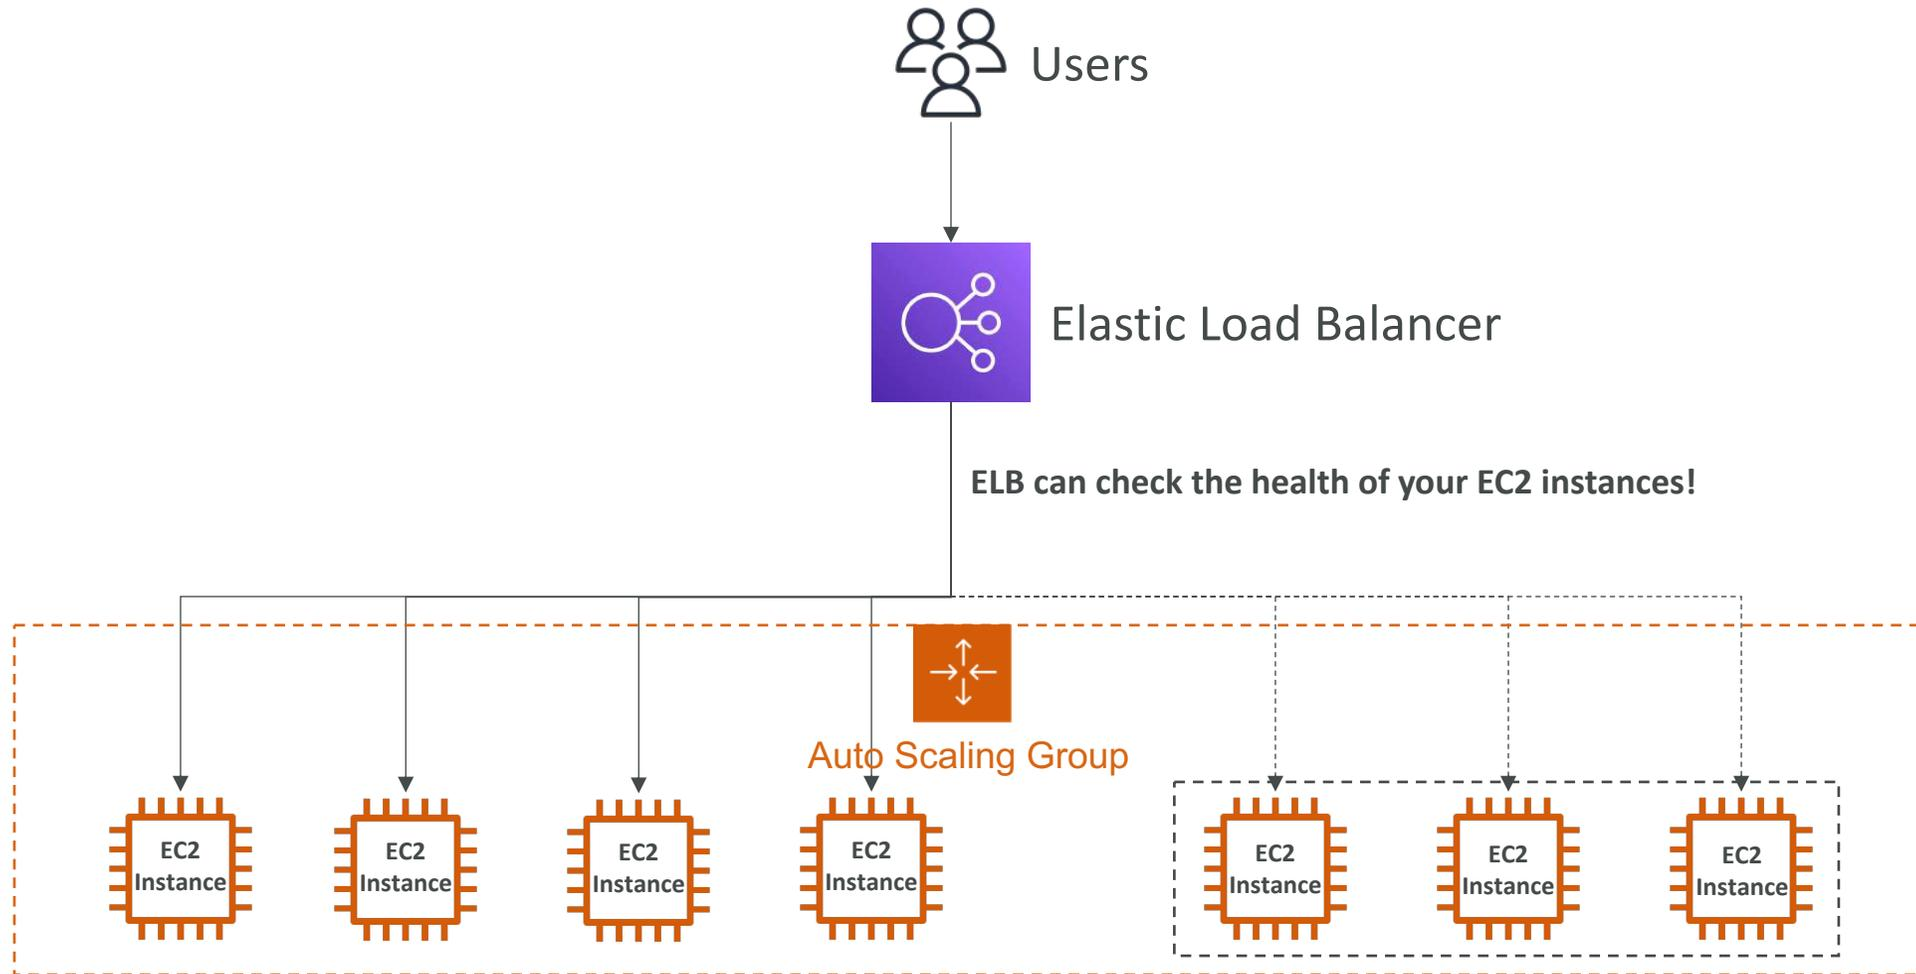 Users
Elastic Load Balancer
ELB can check the health of your EC2 instances!
Auto Scaling Group
EC2
Instance
EC2
Instance
EC2
Instance
EC2
Instance
EC2
Instance
EC2
Instance
EC2
Instance